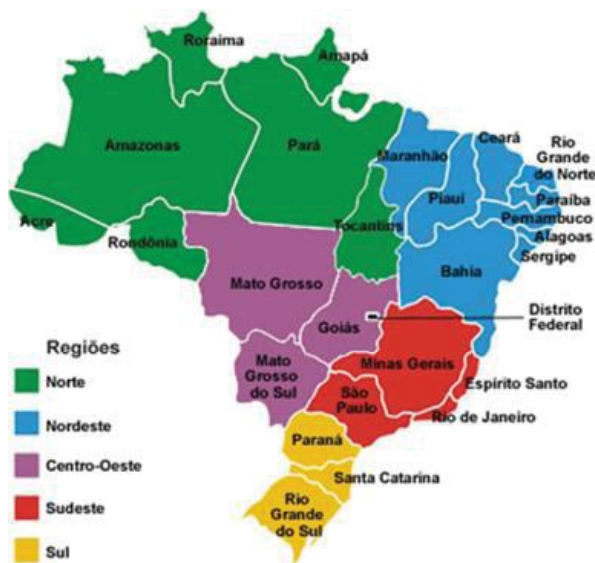 Roraima
Amapá
Amazonas
Pará
Maranhão
Ceará
Rio
Grande
do Norte
Piauí
Paraíba
Pernambuco
Alagoas
Sergipe
Acre
Rondônia
Tocantins
Bahia
Mato Grosso
Goiás
Distrito
Federal
Mato
Grosso
do Sul
Minas Gerais
Espírito Santo
São
Paulo
Rio de Janeiro
Paraná
Santa Catarina
Rio
Grande
do Sul
Regiões
Norte
Nordeste
Centro-Oeste
Sudeste
Sul